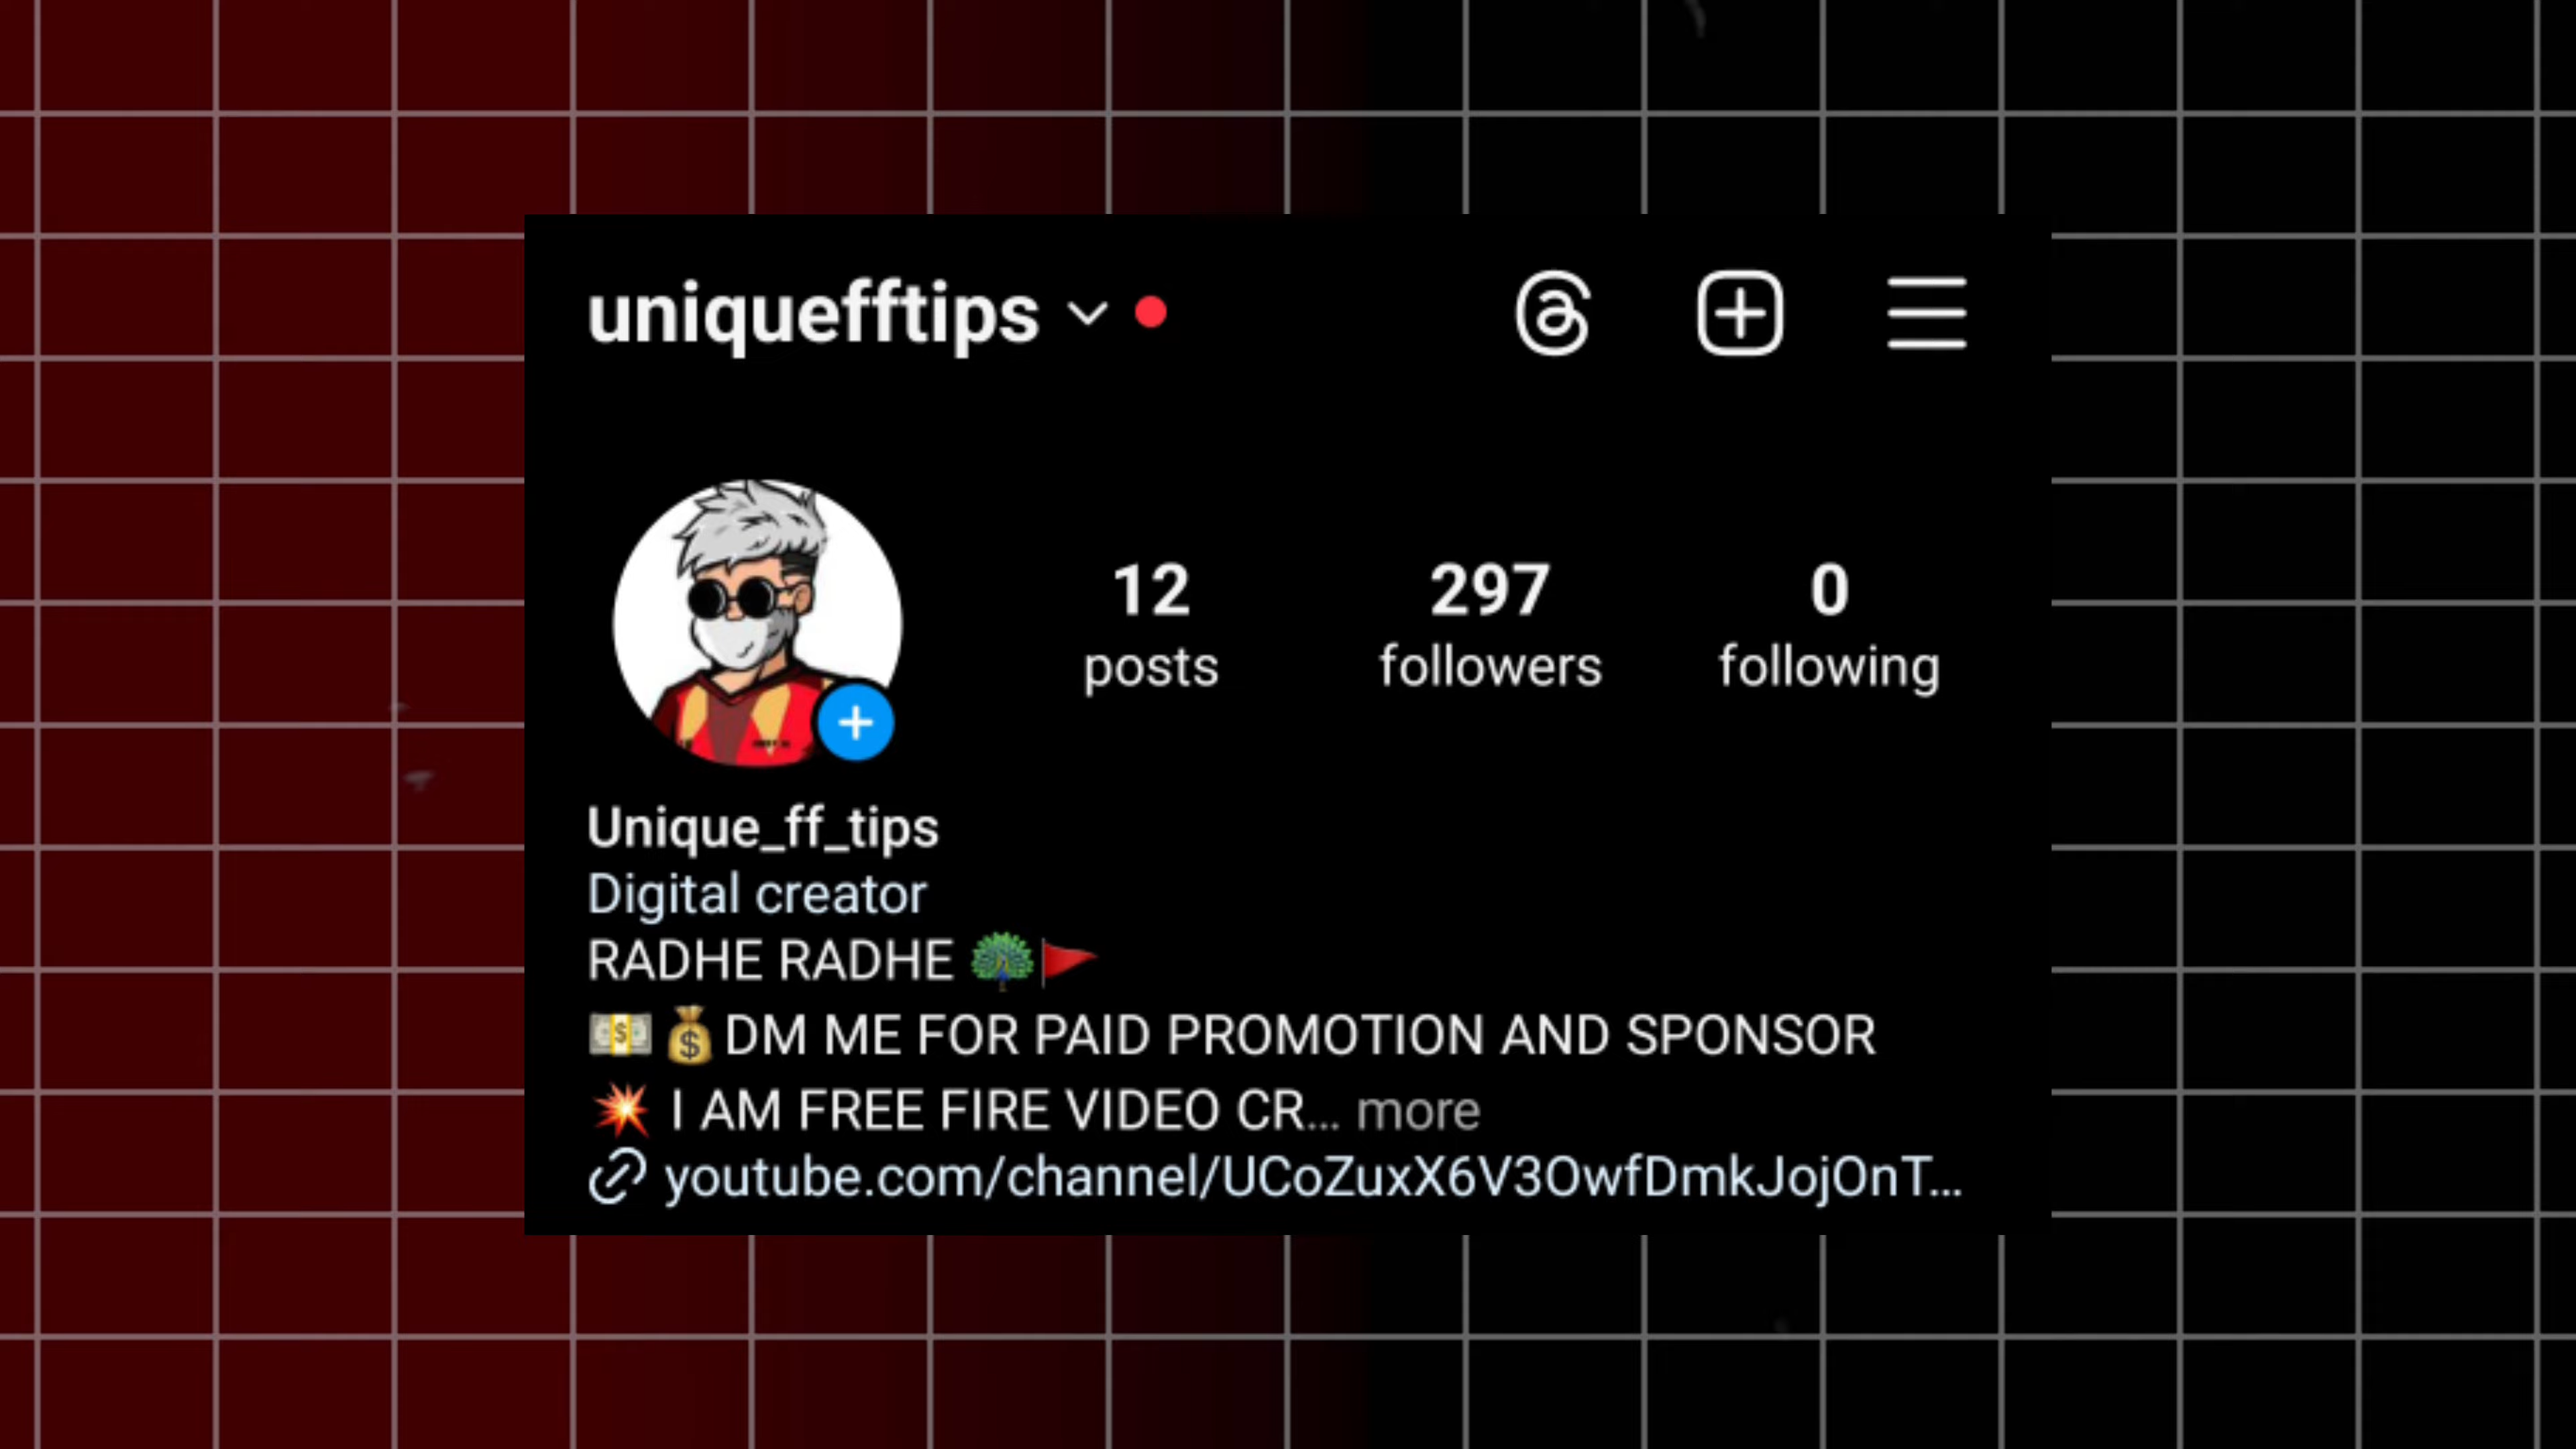 uniquefftips
12
297
0
posts
followers
following
Unique_ff_tips
Digital creator
RADHE RADHE 🦚🚩
💵💰DM ME FOR PAID PROMOTION AND SPONSOR
💥 I AM FREE FIRE VIDEO CR... more
youtube.com/channel/UCoZuxX6V3OwfDmkJojOnT...